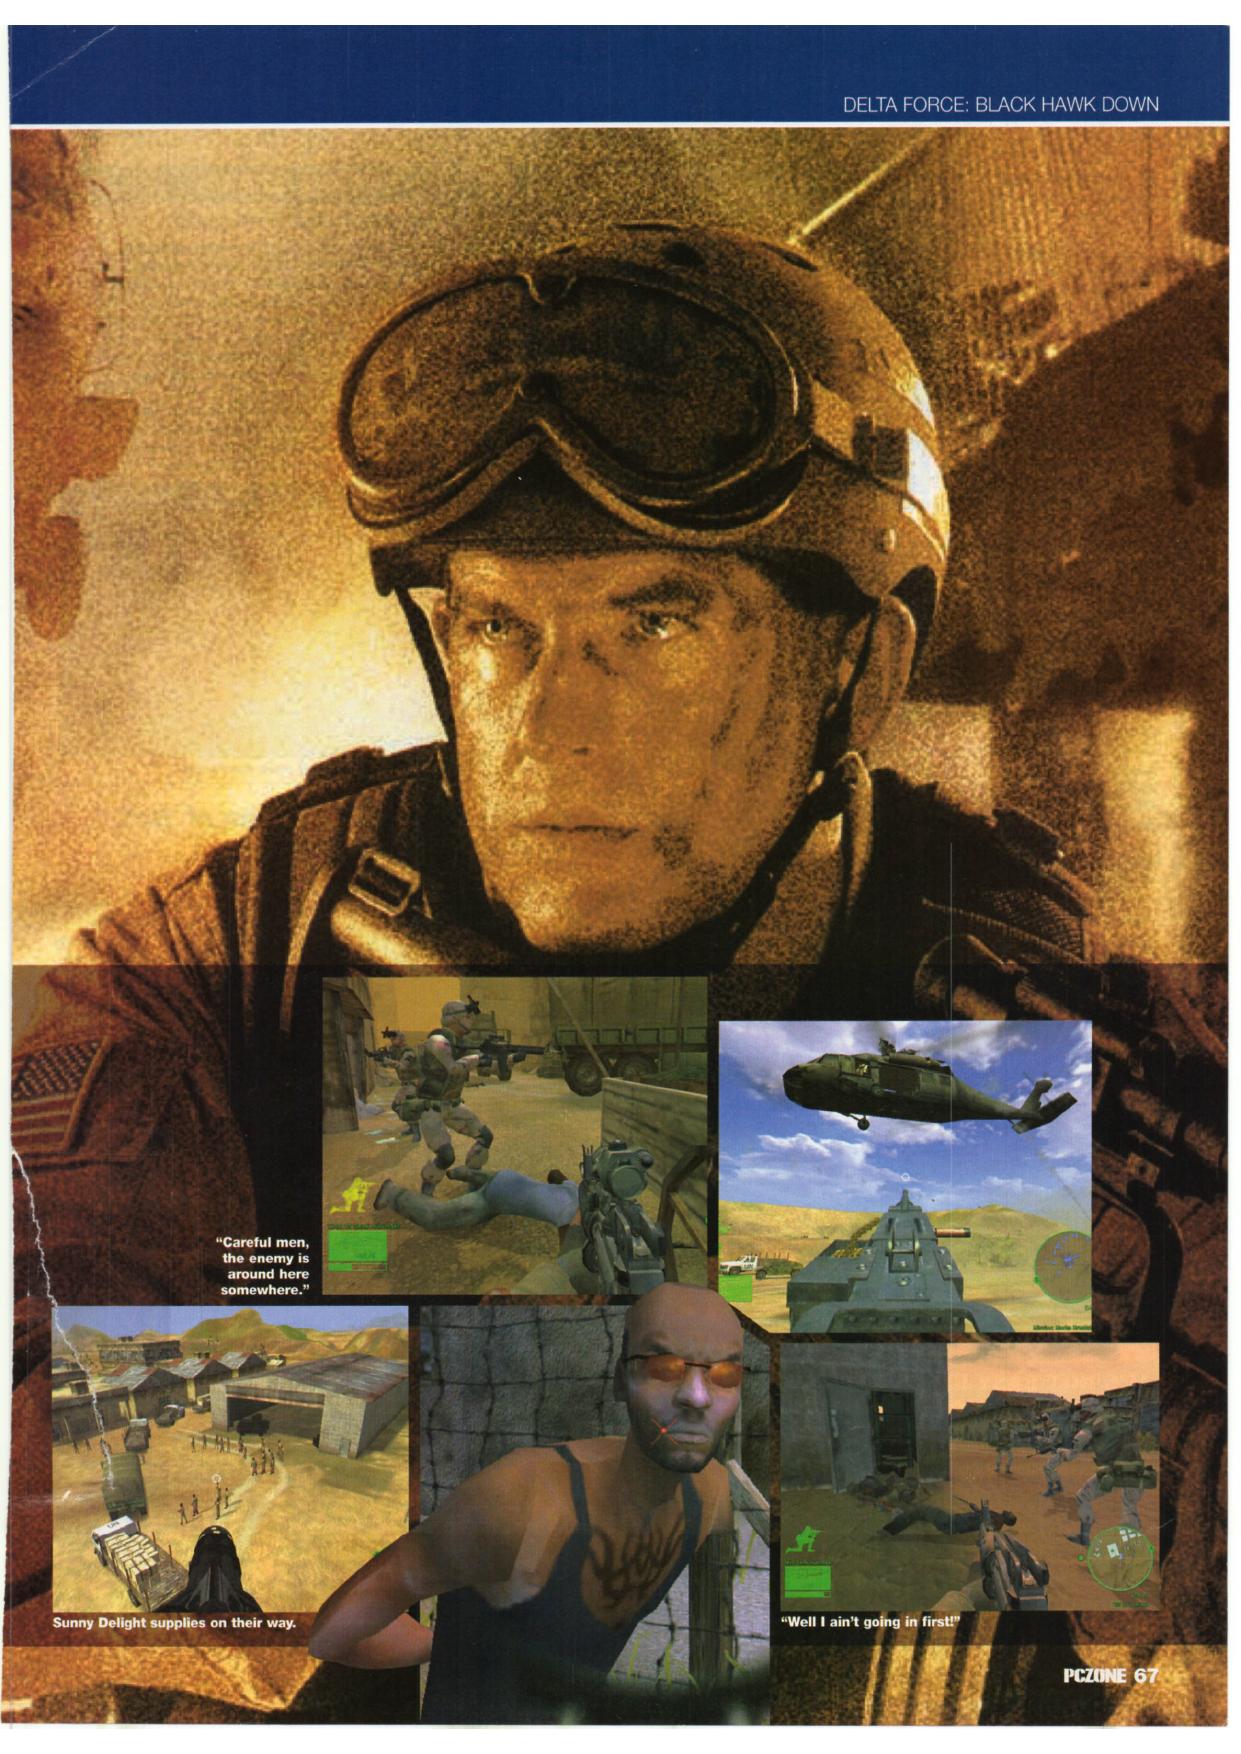 DELTA FORCE: BLACK HAWK DOWN
"Careful men,
the enemy is
around here
somewhere."
UN
Sunny Delight supplies on their way.
"Well I ain't going in first!"
PCZONE 67